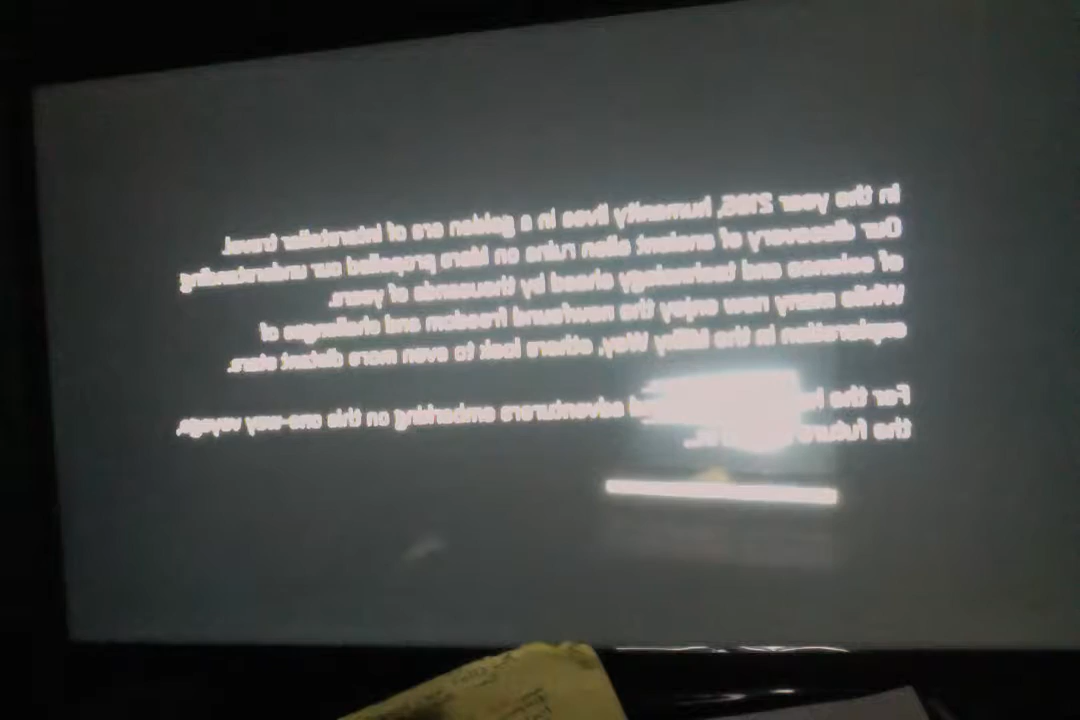 In the year 2186, humanity lives in a golden era of interstellar travel.
Our discovery of ancient alien ruins on Mars propelled our understanding
of science and technology ahead by thousands of years.
While many now enjoy the newfound freedom and challenges of
exploration in the Milky Way, others look to even more distant stars.
For the adventurers embarking on this one-way voyage,
the future